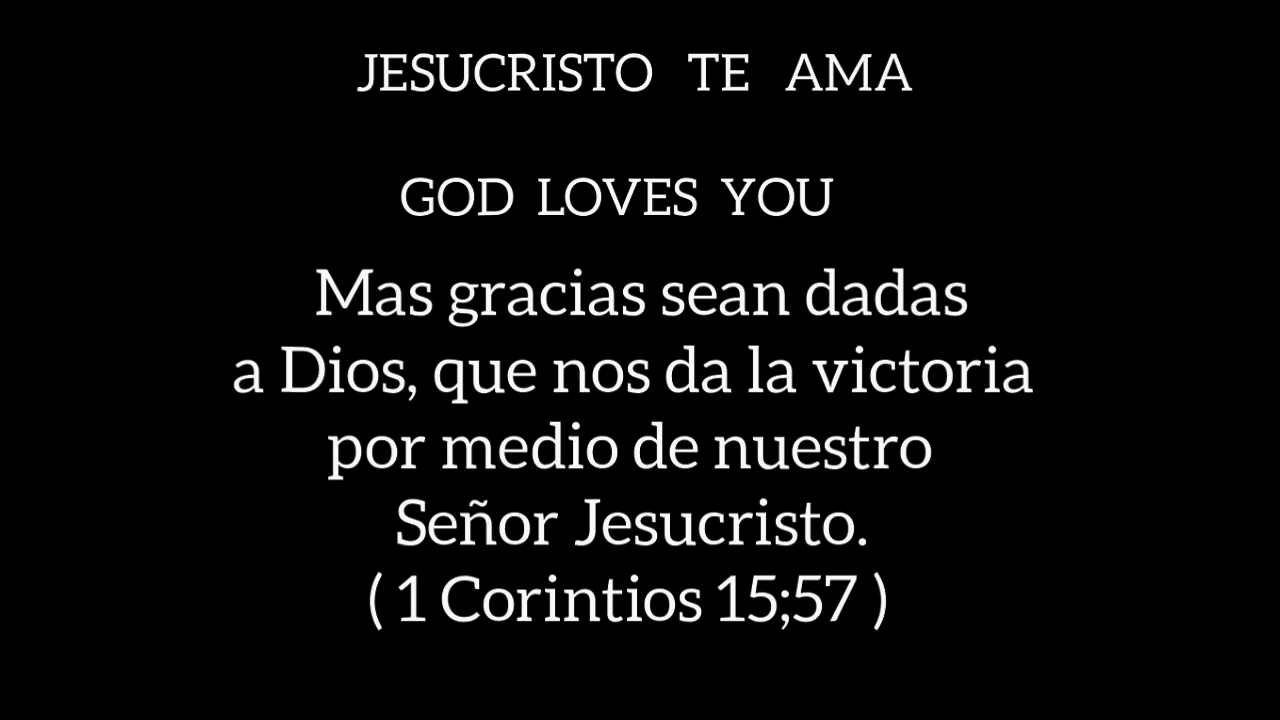 JESUCRISTO TE AMA
GOD LOVES YOU
Mas gracias sean dadas
a Dios, que nos da la victoria
por medio de nuestro
Señor Jesucristo.
( 1 Corintios 15;57 )